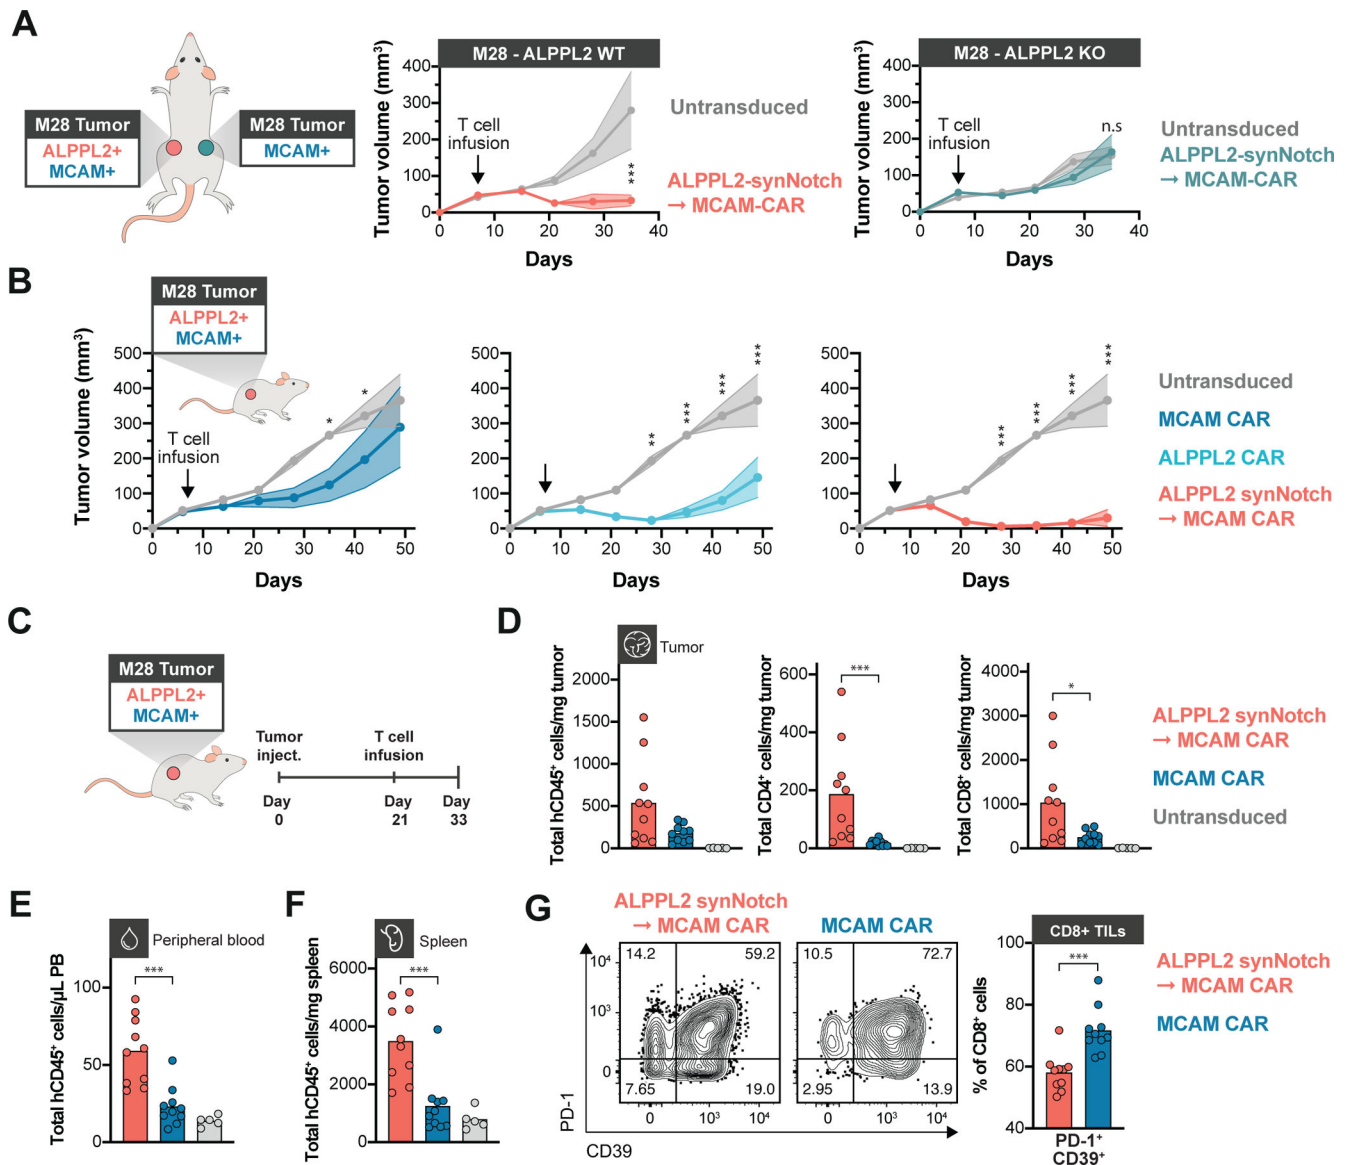 A
M28 Tumor
ALPPL2+
MCAM+
M28 Tumor
MCAM+
M28 - ALPPL2 WT
Tumor volume (mm³)
400
300
200
100
0
T cell
infusion
***
0 10 20 30 40
Days
Untransduced
ALPPL2-synNotch
→ MCAM-CAR
M28 - ALPPL2 KO
Tumor volume (mm³)
400
300
200
100
0
T cell
infusion
n.s
0 10 20 30 40
Days
Untransduced
ALPPL2-synNotch
→ MCAM-CAR
B
M28 Tumor
ALPPL2+
MCAM+
Tumor volume (mm³)
500
400
300
200
100
0
T cell
infusion
* *
0 10 20 30 40 50
Days
500
400
300
200
100
0
** *** *** ***
0 10 20 30 40 50
Days
500
400
300
200
100
0
*** *** *** ***
0 10 20 30 40 50
Days
Untransduced
MCAM CAR
ALPPL2 CAR
ALPPL2 synNotch
→ MCAM CAR
C
M28 Tumor
ALPPL2+
MCAM+
Tumor
inject.
T cell
infusion
Day
0
Day
21
Day
33
D
Tumor
Total hCD45⁺ cells/mg tumor
2000
1500
1000
500
0
Total CD4⁺ cells/mg tumor
600
400
200
0
***
Total CD8⁺ cells/mg tumor
4000
3000
2000
1000
0
*
ALPPL2 synNotch
→ MCAM CAR
MCAM CAR
Untransduced
E
Peripheral blood
Total hCD45⁺ cells/µL PB
100
50
0
***
F
Spleen
Total hCD45⁺ cells/mg spleen
6000
4000
2000
0
***
G
ALPPL2 synNotch
→ MCAM CAR
MCAM CAR
PD-1
10⁴
10³
0
14.2 59.2
7.65 19.0
0 10³ 10⁴
10.5 72.7
2.95 13.9
0 10³ 10⁴
CD39
CD8+ TILs
% of CD8⁺ cells
100
80
60
40
***
PD-1⁺
CD39⁺
ALPPL2 synNotch
→ MCAM CAR
MCAM CAR